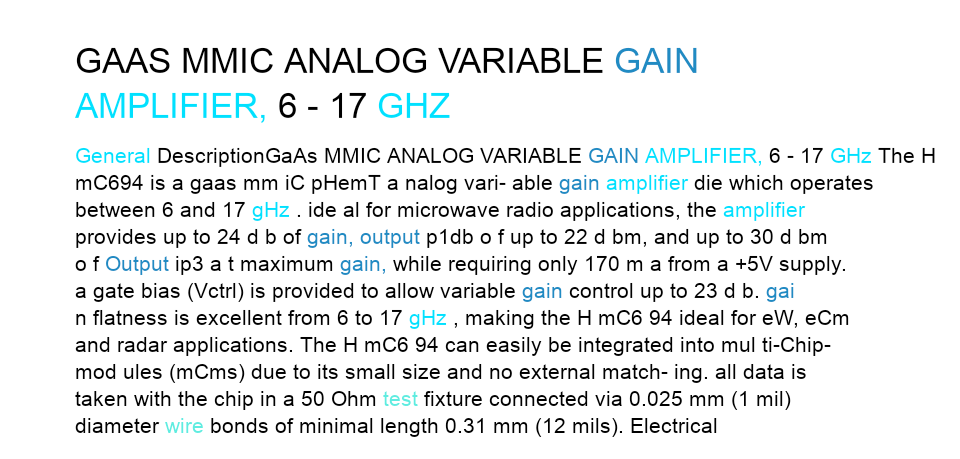 GAAS MMIC ANALOG VARIABLE GAIN
AMPLIFIER, 6 - 17 GHZ
General DescriptionGaAs MMIC ANALOG VARIABLE GAIN AMPLIFIER, 6 - 17 GHz The H
mC694 is a gaas mm iC pHemT a nalog vari- able gain amplifier die which operates
between 6 and 17 gHz . ide al for microwave radio applications, the amplifier
provides up to 24 d b of gain, output p1db o f up to 22 d bm, and up to 30 d bm
o f Output ip3 a t maximum gain, while requiring only 170 m a from a +5V supply.
a gate bias (Vctrl) is provided to allow variable gain control up to 23 d b. gai
n flatness is excellent from 6 to 17 gHz , making the H mC6 94 ideal for eW, eCm
and radar applications. The H mC6 94 can easily be integrated into mul ti-Chip-
mod ules (mCms) due to its small size and no external match- ing. all data is
taken with the chip in a 50 Ohm test fixture connected via 0.025 mm (1 mil)
diameter wire bonds of minimal length 0.31 mm (12 mils). Electrical